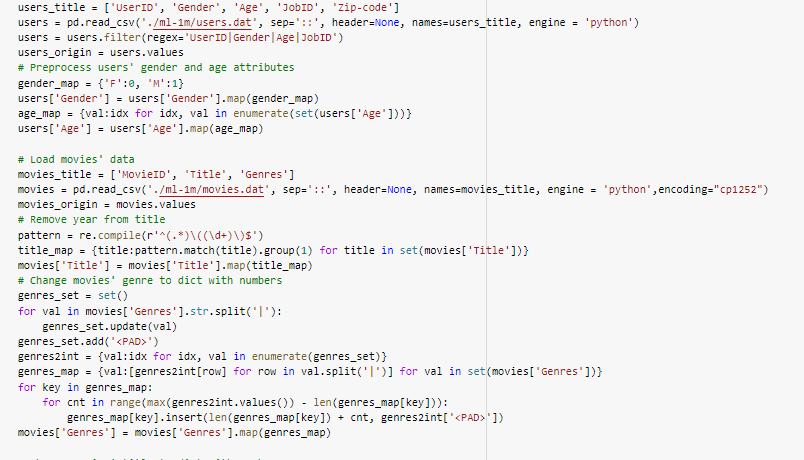 users_title = ['UserID', 'Gender', 'Age', 'JobID', 'Zip-code']
users = pd.read_csv('./ml-1m/users.dat', sep='::', header=None, names=users_title, engine = 'python')
users = users.filter(regex='UserID|Gender|Age|JobID')
users_origin = users.values
# Preprocess users' gender and age attributes
gender_map = {'F':0, 'M':1}
users['Gender'] = users['Gender'].map(gender_map)
age_map = {val:idx for idx, val in enumerate(set(users['Age']))}
users['Age'] = users['Age'].map(age_map)
# Load movies' data
movies_title = ['MovieID', 'Title', 'Genres']
movies = pd.read_csv('./ml-1m/movies.dat', sep='::', header=None, names=movies_title, engine = 'python',encoding="cp1252")
movies_origin = movies.values
# Remove year from title
pattern = re.compile(r'^(.*)\((\d+)\)$')
title_map = {title:pattern.match(title).group(1) for title in set(movies['Title'])}
movies['Title'] = movies['Title'].map(title_map)
# Change movies' genre to dict with numbers
genres_set = set()
for val in movies['Genres'].str.split('|'):
    genres_set.update(val)
genres_set.add('<PAD>')
genres2int = {val:idx for idx, val in enumerate(genres_set)}
genres_map = {val:[genres2int[row] for row in val.split('|')] for val in set(movies['Genres'])}
for key in genres_map:
    for cnt in range(max(genres2int.values()) - len(genres_map[key])):
        genres_map[key].insert(len(genres_map[key]) + cnt, genres2int['<PAD>'])
movies['Genres'] = movies['Genres'].map(genres_map)